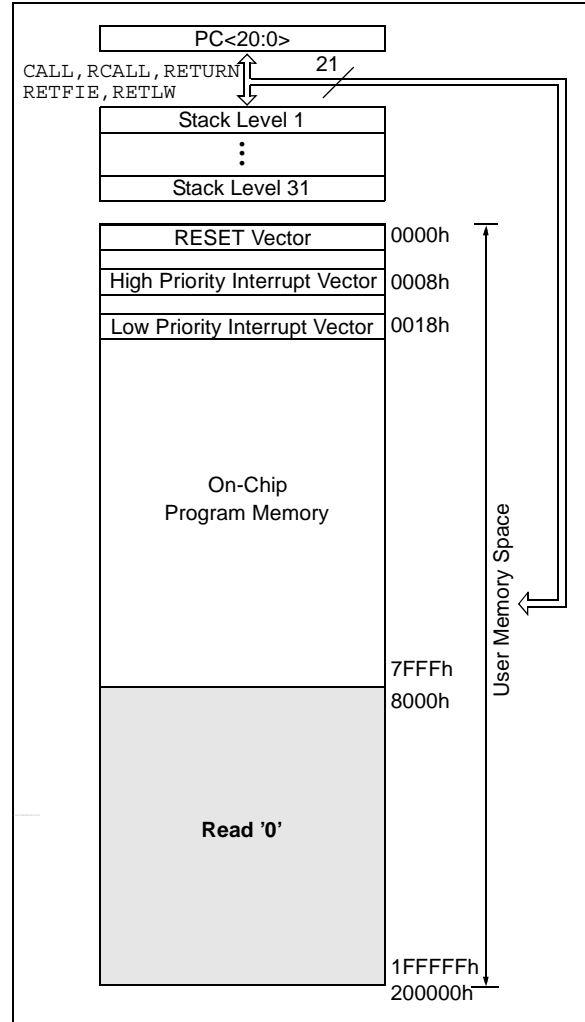 PC<20:0>
CALL,RCALL,RETURN
RETFIE,RETLW
21
Stack Level 1
Stack Level 31
RESET Vector
0000h
High Priority Interrupt Vector
0008h
Low Priority Interrupt Vector
0018h
On-Chip
Program Memory
User Memory Space
7FFFh
8000h
Read '0'
1FFFFFh
200000h